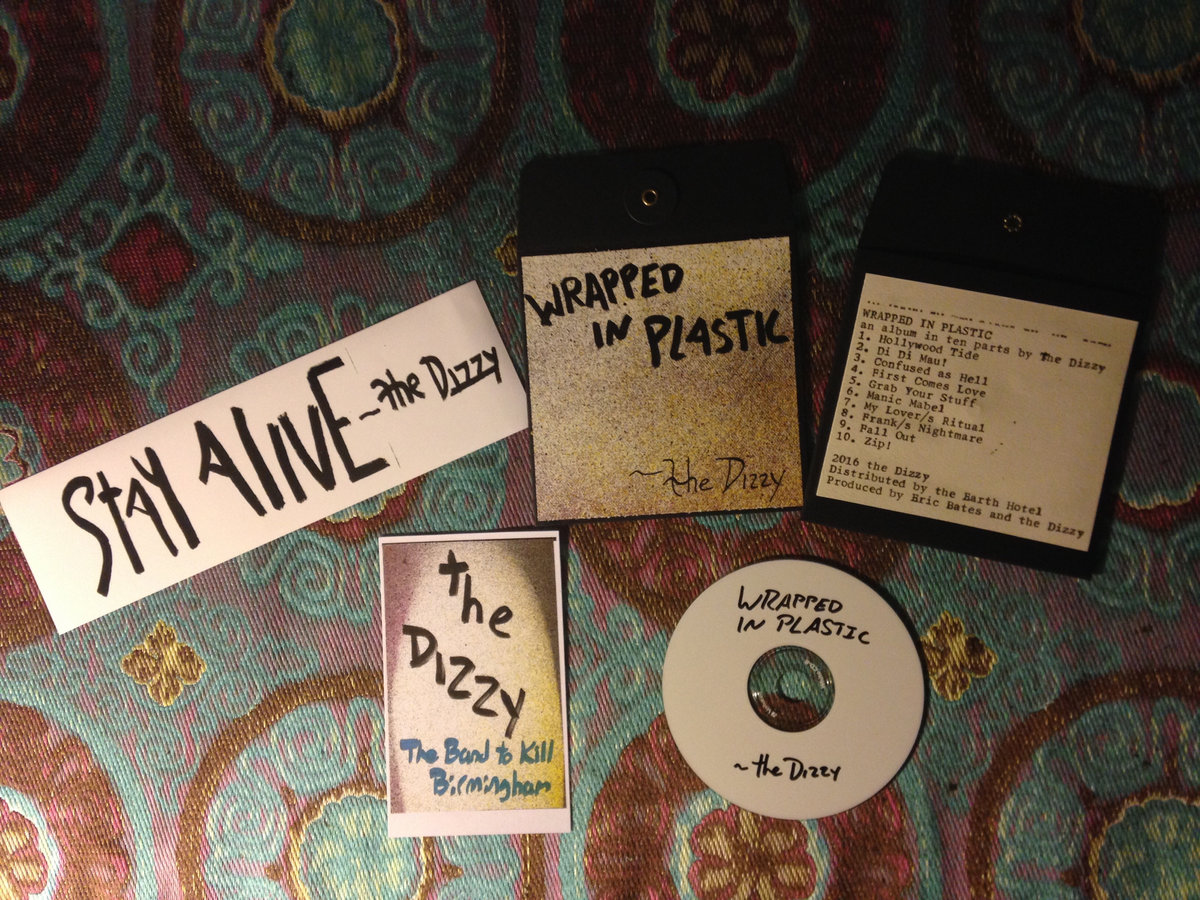 STAY ALIVE ~the Dizzy
WRAPPED
IN PLASTIC
~the Dizzy
WRAPPED IN PLASTIC
an album in ten parts by the Dizzy
1. Hollywood Tide
2. Di Di Mau!
3. Confused as Hell
4. First Comes Love
5. Grab Your Stuff
6. Manic Mabel
7. My Lover/s Ritual
8. Frank/s Nightmare
9. Fall Out
10. Zip!
2016 the Dizzy
Distributed by the Earth Hotel
Produced by Eric Bates and the Dizzy
the
Dizzy
The Band to Kill
Birmingham
WRAPPED
IN PLASTIC
~the Dizzy